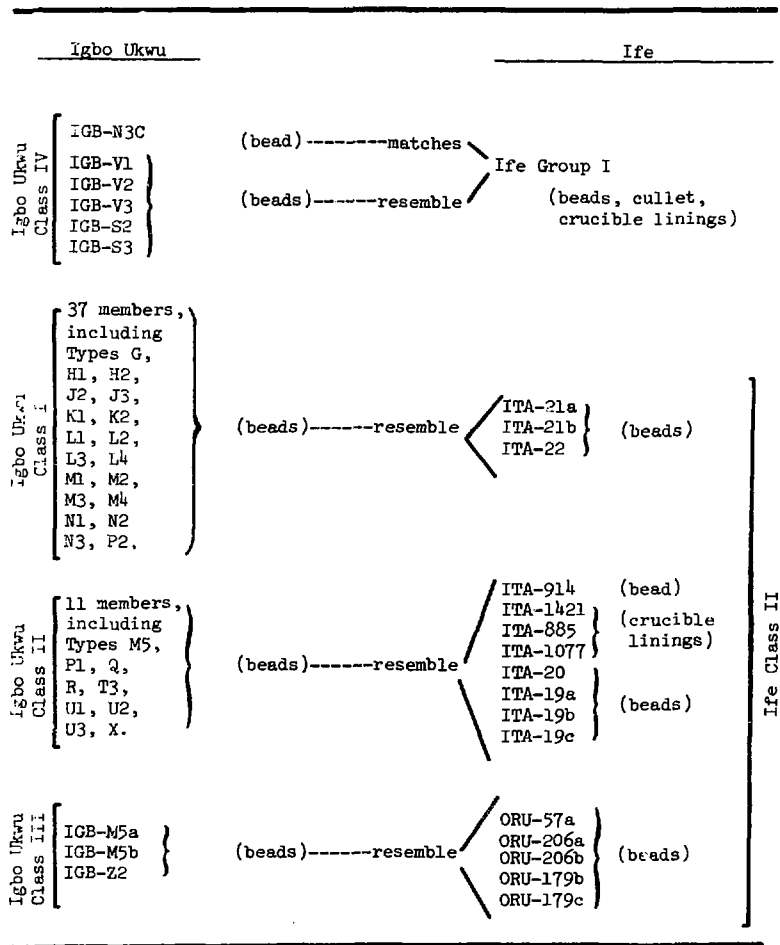 Igbo Ukwu Ife
Igbo Ukwu
Class IV
IGB-N3C (bead)-------matches
IGB-V1
IGB-V2
IGB-V3
IGB-S2
IGB-S3
(beads)------resemble
Ife Group I
(beads, cullet,
crucible linings)
Igbo Ukwu
Class I
37 members,
including
Types G,
H1, H2,
J2, J3,
K1, K2,
L1, L2,
L3, L4
M1, M2,
M3, M4
N1, N2
N3, P2.
(beads)------resemble
ITA-21a
ITA-21b
ITA-22
(beads)
Igbo Ukwu
Class II
11 members,
including
Types M5,
P1, Q,
R, T3,
U1, U2,
U3, X.
(beads)------resemble
ITA-914 (bead)
ITA-1421
ITA-885
ITA-1077
(crucible
linings)
ITA-20
ITA-19a
ITA-19b
ITA-19c
(beads)
Igbo Ukwu
Class III
IGB-M5a
IGB-M5b
IGB-Z2
(beads)------resemble
ORU-57a
ORU-206a
ORU-206b
ORU-179b
ORU-179c
(beads)
Ife Class II